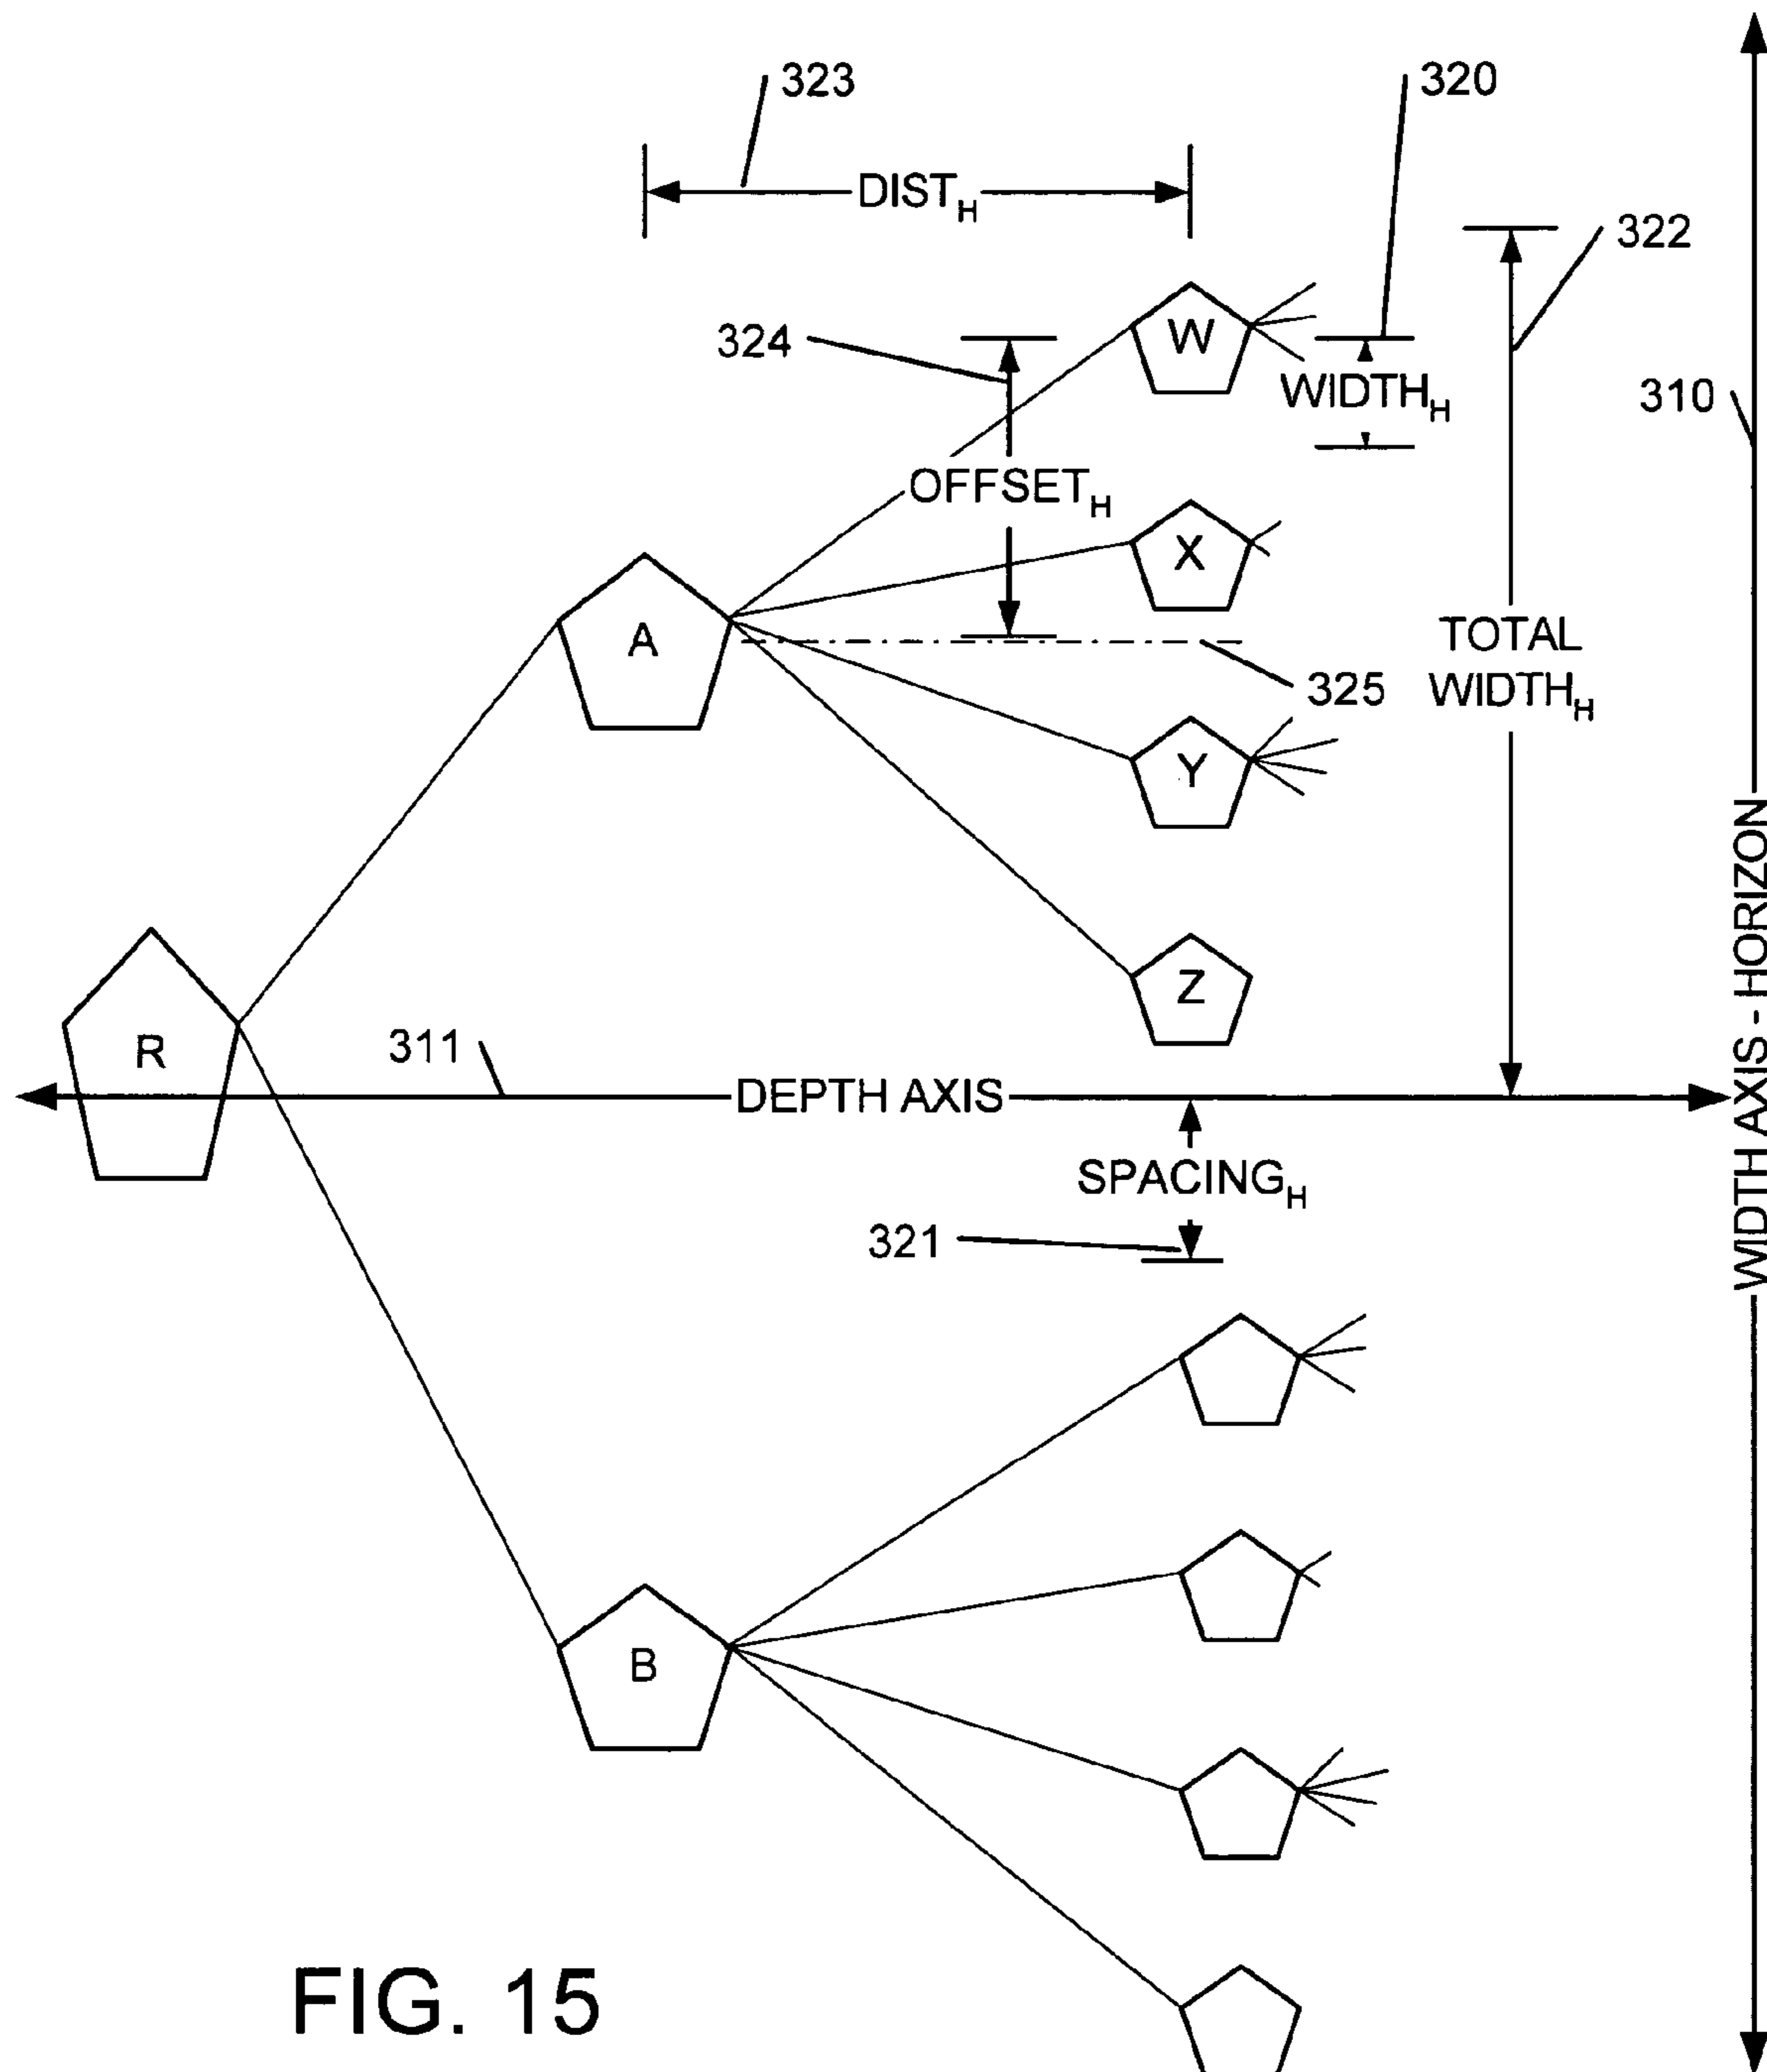 323
320
DIST_H
322
324
W
WIDTH_H
310
OFFSET_H
X
A
TOTAL
WIDTH_H
325
Y
Z
R
311
DEPTH AXIS
WIDTH AXIS - HORIZON
SPACING_H
321
B
FIG. 15